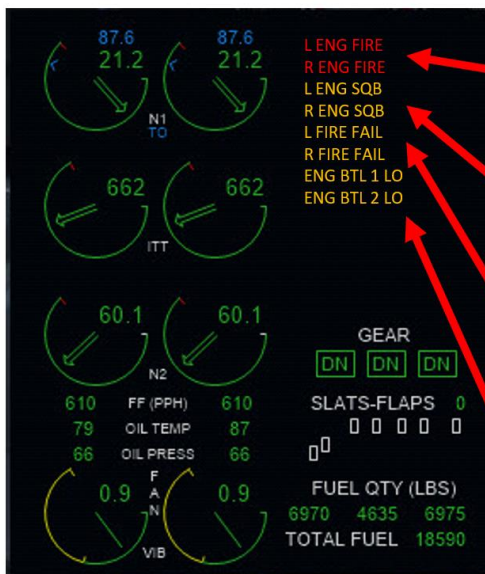 87.6 87.6
21.2 21.2
N1
TO
L ENG FIRE
R ENG FIRE
L ENG SQB
R ENG SQB
L FIRE FAIL
R FIRE FAIL
ENG BTL 1 LO
ENG BTL 2 LO
662 662
ITT
60.1 60.1
N2
610 FF (PPH) 610
79 OIL TEMP 87
66 OIL PRESS 66
F
A
N
0.9 0.9
VIB
GEAR
DN DN DN
SLATS-FLAPS 0
FUEL QTY (LBS)
6970 4635 6975
TOTAL FUEL 18590